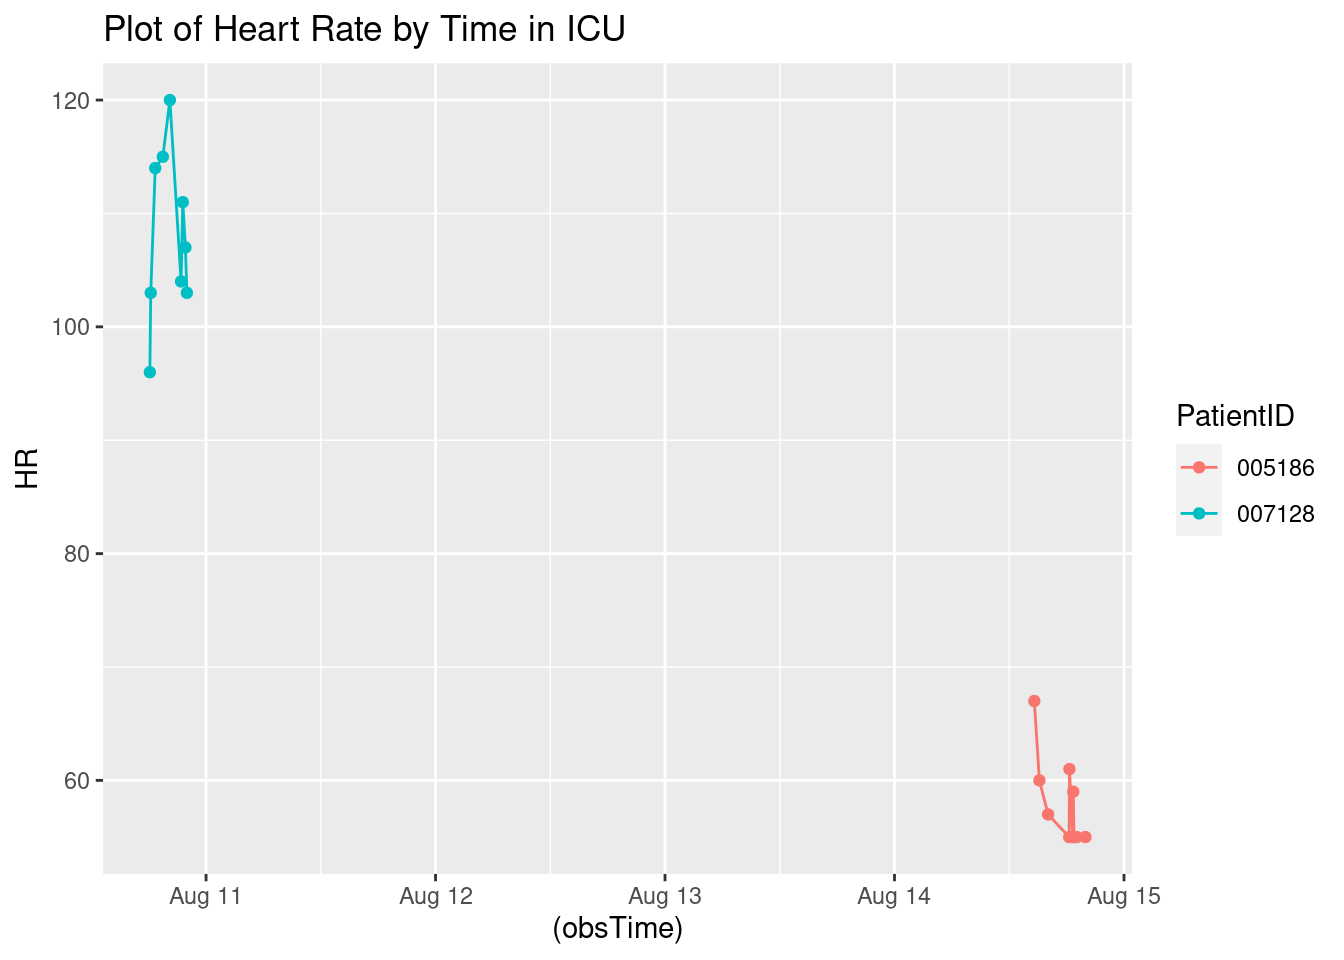 Plot of Heart Rate by Time in ICU
120
100
80
60
HR
Aug 11
Aug 12
Aug 13
Aug 14
Aug 15
(obsTime)
PatientID
005186
007128